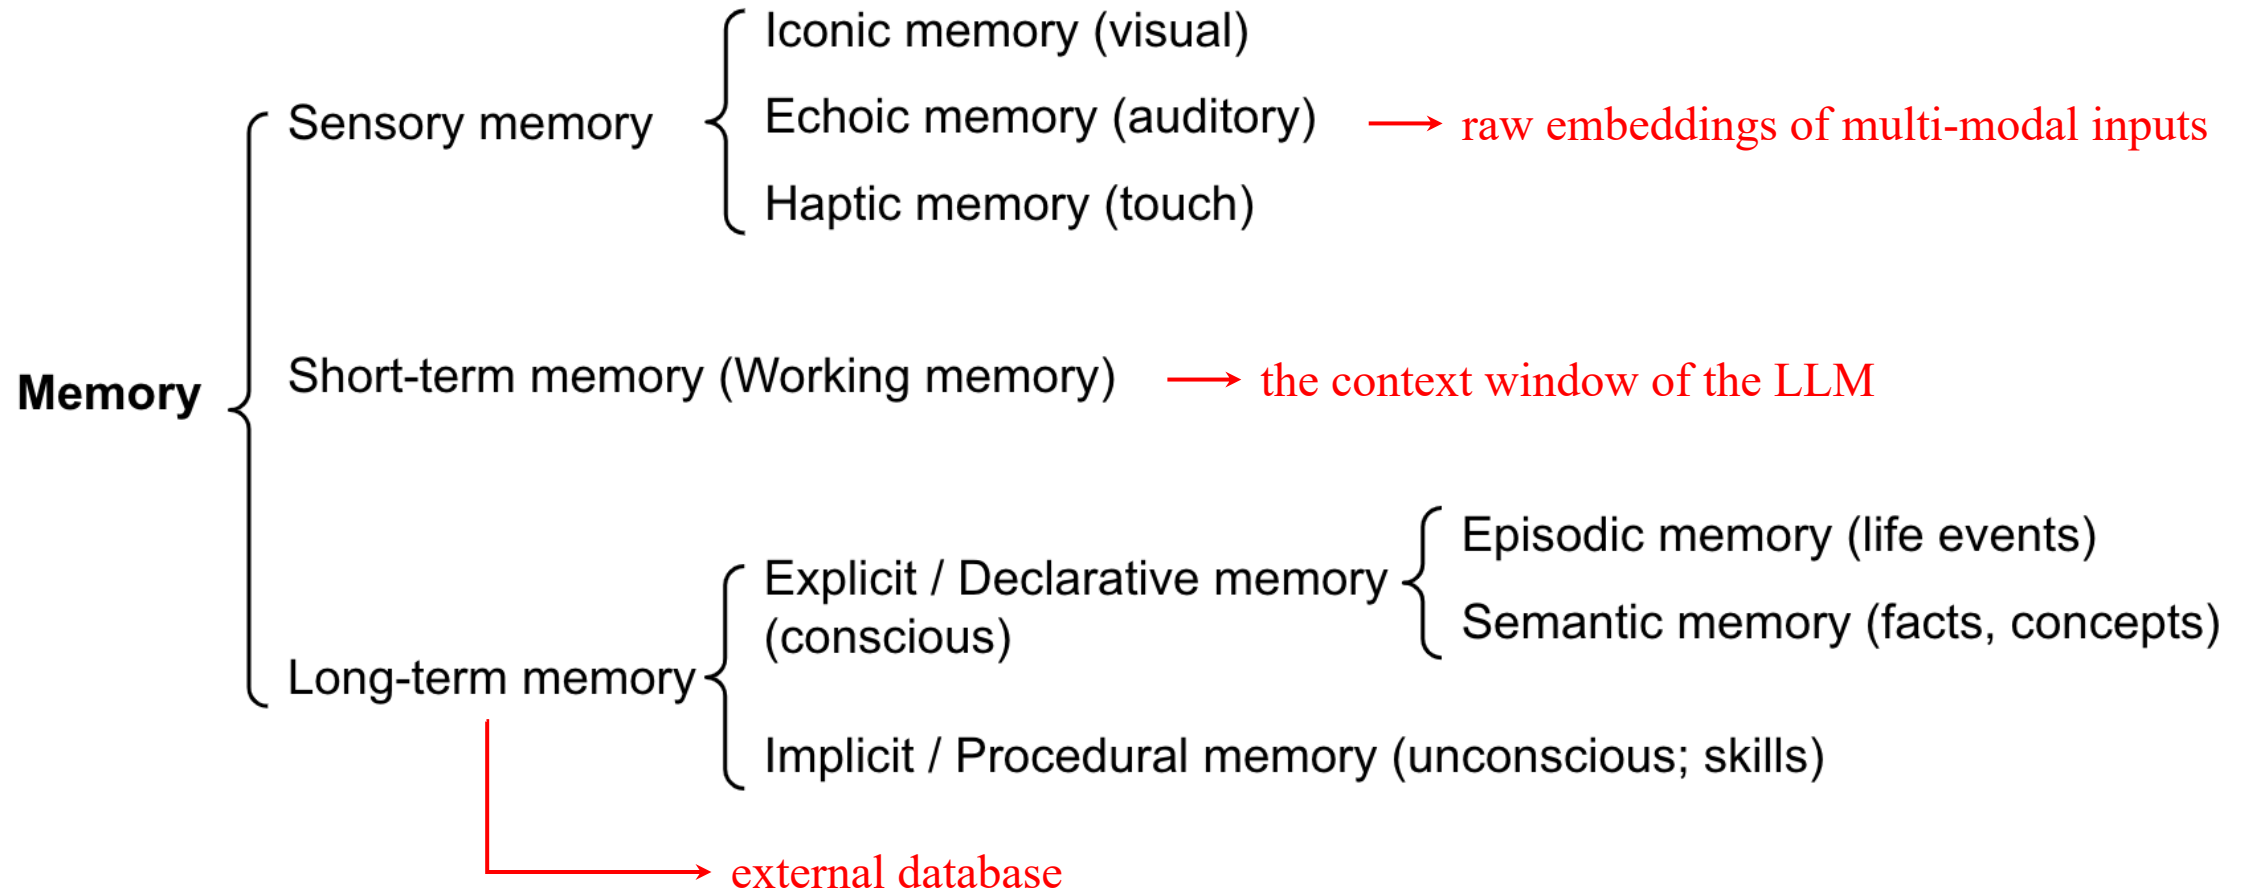 Memory
Sensory memory
Iconic memory (visual)
Echoic memory (auditory)
Haptic memory (touch)
raw embeddings of multi-modal inputs
Short-term memory (Working memory)
the context window of the LLM
Long-term memory
Explicit / Declarative memory
(conscious)
Episodic memory (life events)
Semantic memory (facts, concepts)
Implicit / Procedural memory (unconscious; skills)
external database